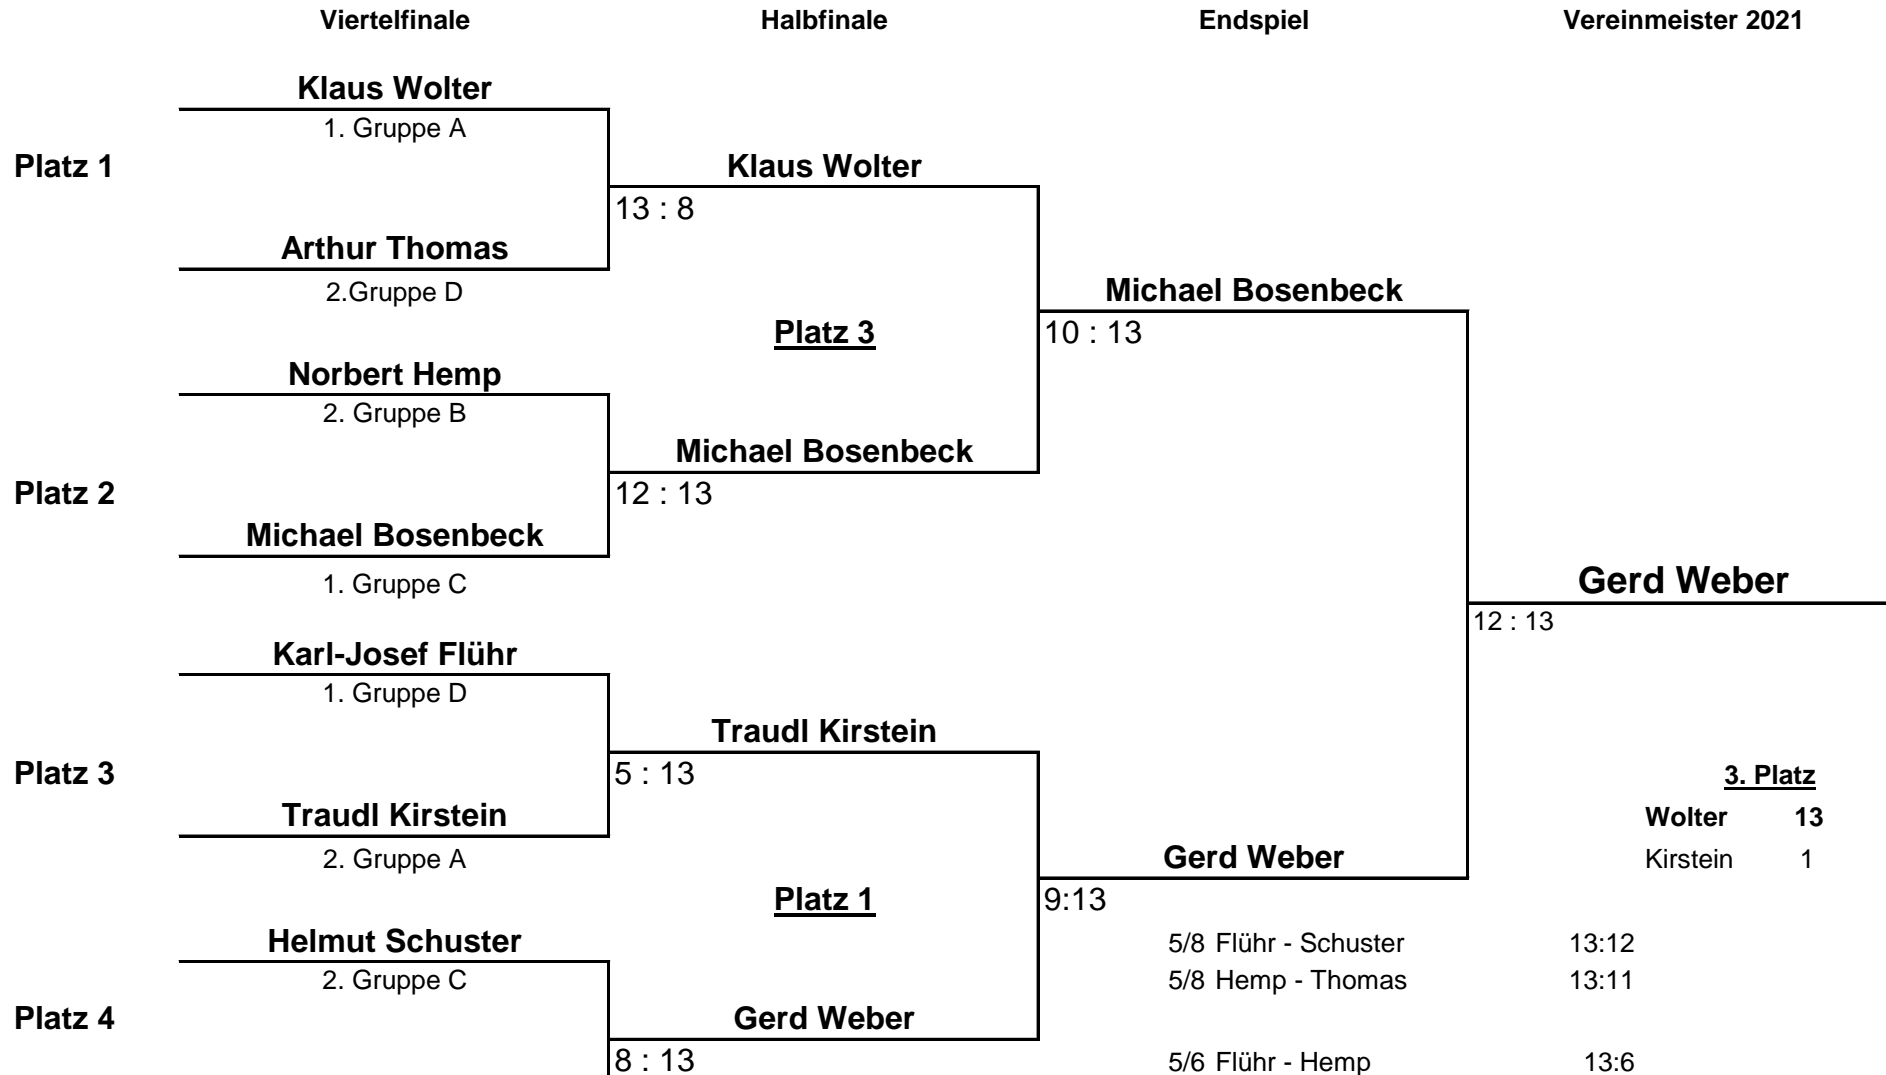 Viertelfinale Halbfinale Endspiel Vereinmeister 2021
Klaus Wolter
1. Gruppe A
Platz 1 Klaus Wolter
13 : 8
Arthur Thomas
2.Gruppe D Michael Bosenbeck
Platz 3 10 : 13
Norbert Hemp
2. Gruppe B
Michael Bosenbeck
Platz 2 12 : 13
Michael Bosenbeck
1. Gruppe C Gerd Weber
12 : 13
Karl-Josef Flühr
1. Gruppe D
Traudl Kirstein
Platz 3 5 : 13 3. Platz
Traudl Kirstein Wolter 13
2. Gruppe A Gerd Weber Kirstein 1
Platz 1 9:13
Helmut Schuster 5/8 Flühr - Schuster 13:12
2. Gruppe C 5/8 Hemp - Thomas 13:11
Platz 4 Gerd Weber
8 : 13 5/6 Flühr - Hemp 13:6